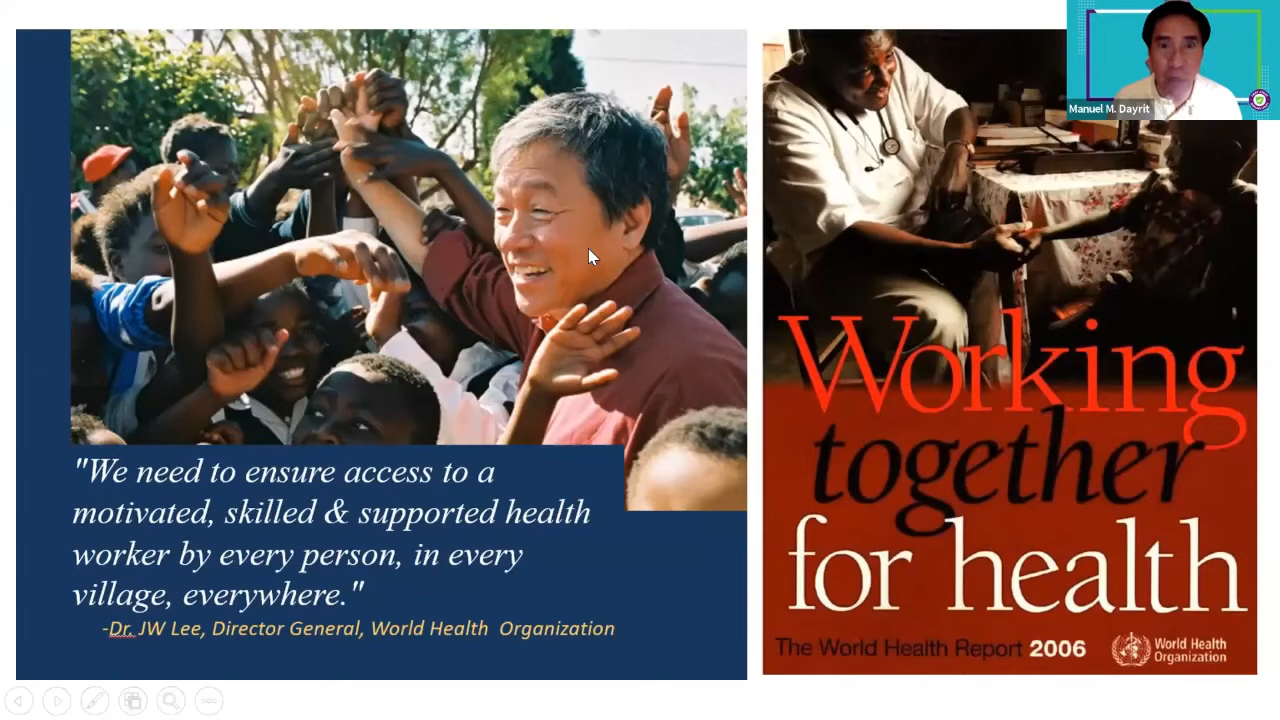 Manuel M. Dayrit
"We need to ensure access to a
motivated, skilled & supported health
worker by every person, in every
village, everywhere."
-Dr. JW Lee, Director General, World Health Organization
Working
together
for health
The World Health Report 2006
World Health
Organization